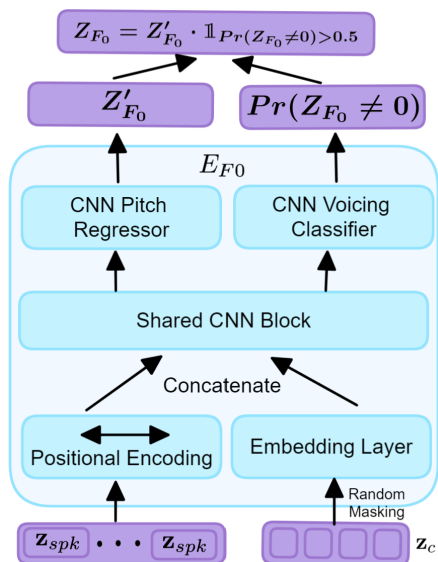 Z_{F_0} = Z'_{F_0} · 𝟙_{Pr(Z_{F_0}≠0)>0.5}
Z'_{F_0}
Pr(Z_{F_0} ≠ 0)
E_{F0}
CNN Pitch
Regressor
CNN Voicing
Classifier
Shared CNN Block
Concatenate
Positional Encoding
Embedding Layer
Random
Masking
z_{spk} · · · z_{spk}
z_c